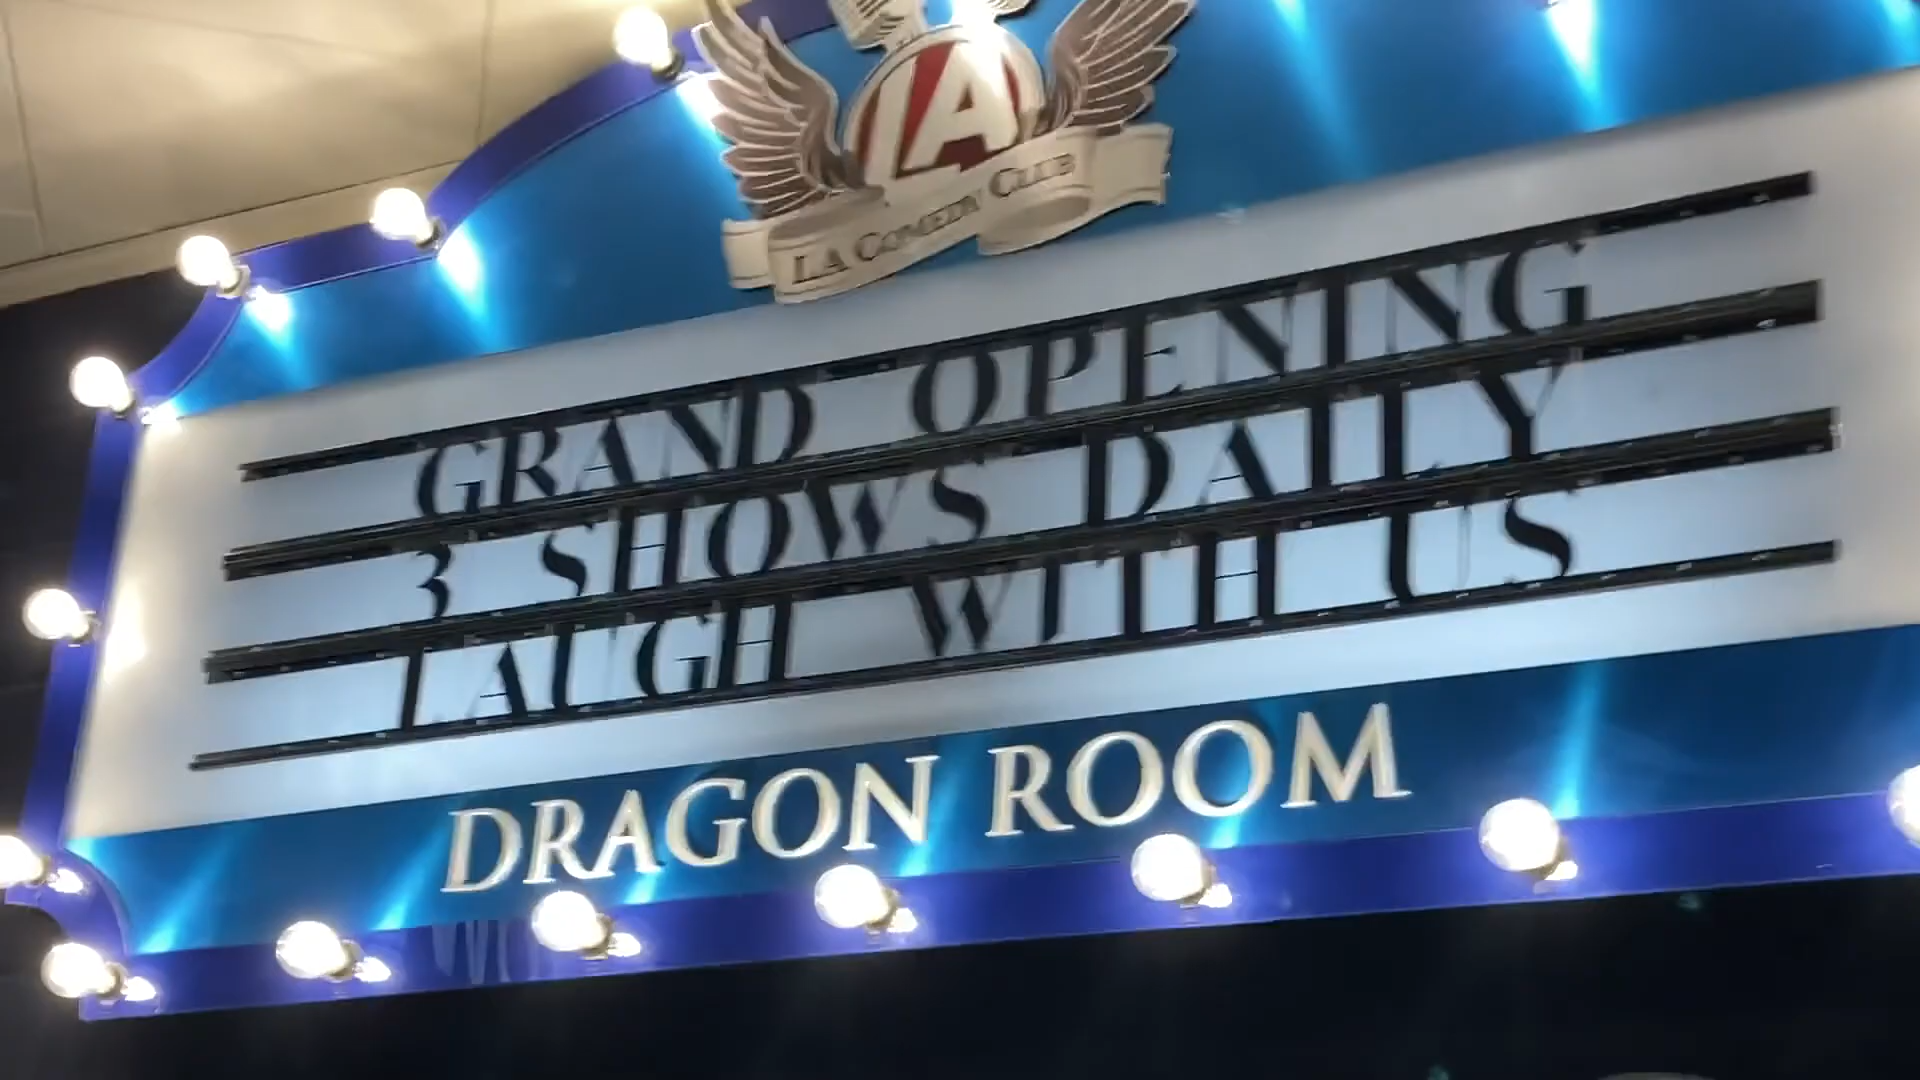 LA
LA COMEDY CLUB
GRAND OPENING
3 SHOWS DAILY
LAUGH WITH US
DRAGON ROOM